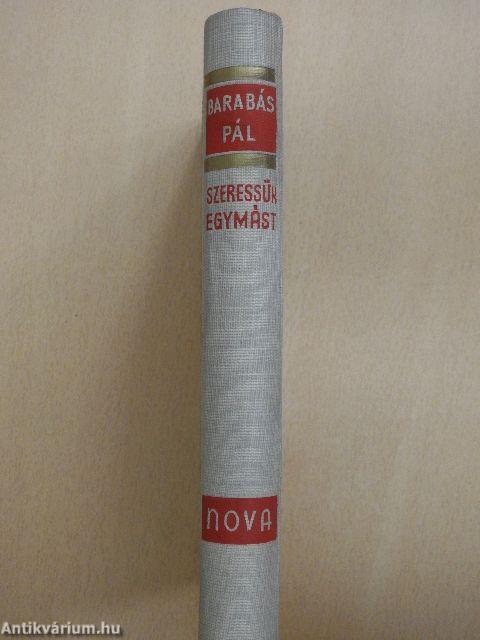 BARABÁS
PÁL
SZERESSÜK
EGYMÁST
NOVA
Antikvárium.hu